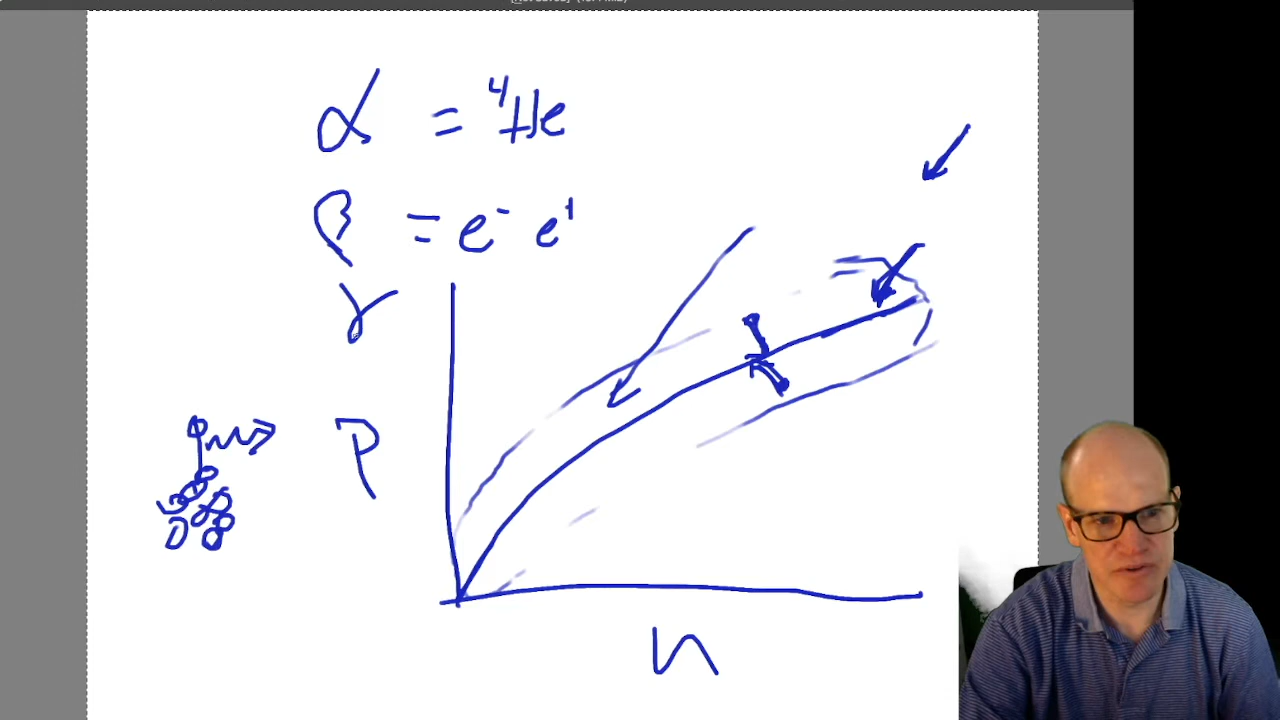 α = ⁴He
β = e⁻ e⁺
γ
P
n